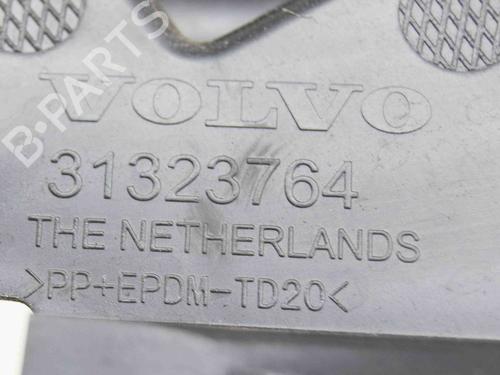 VOLVO
31323764
THE NETHERLANDS
>PP+EPDM-TD20<
B-PARTS